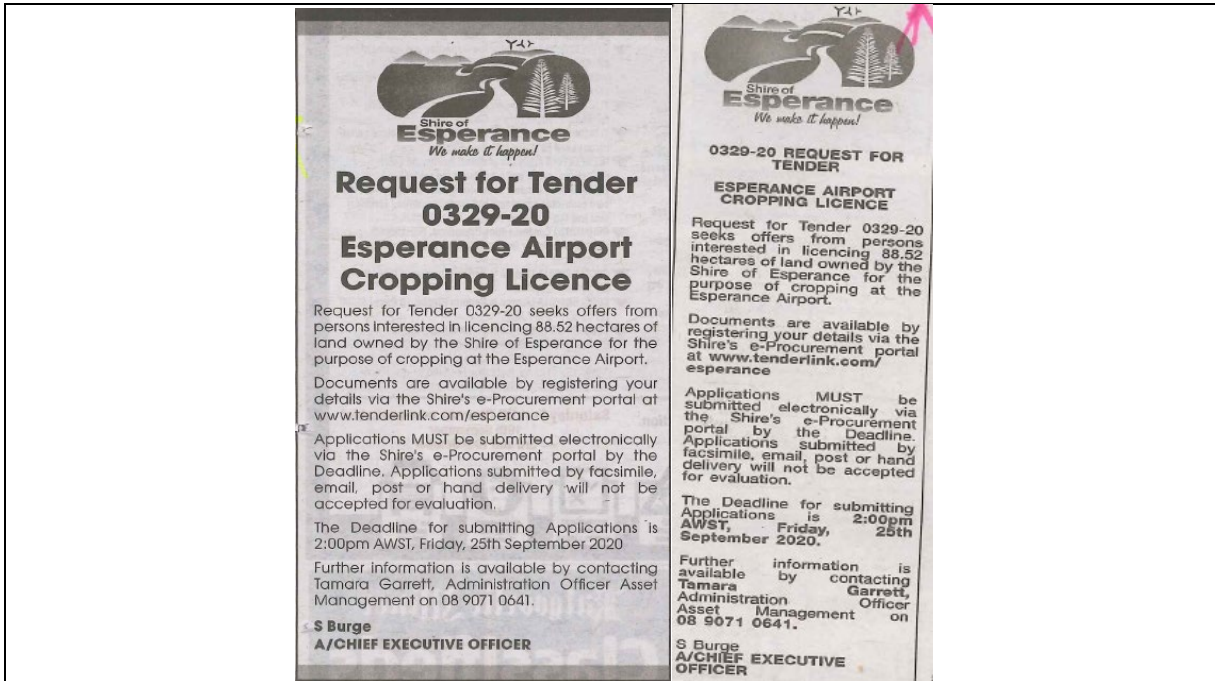 Shire of
Esperance
We make it happen!
Request for Tender
0329-20
Esperance Airport
Cropping Licence
Request for Tender 0329-20 seeks offers from
persons interested in licencing 88.52 hectares of
land owned by the Shire of Esperance for the
purpose of cropping at the Esperance Airport.
Documents are available by registering your
details via the Shire's e-Procurement portal at
www.tenderlink.com/esperance
Applications MUST be submitted electronically
via the Shire's e-Procurement portal by the
Deadline. Applications submitted by facsimile,
email, post or hand delivery will not be
accepted for evaluation.
The Deadline for submitting Applications is
2:00pm AWST, Friday, 25th September 2020
Further information is available by contacting
Tamara Garrett, Administration Officer Asset
Management on 08 9071 0641.
S Burge
A/CHIEF EXECUTIVE OFFICER
Shire of
Esperance
We make it happen!
0329-20 REQUEST FOR
TENDER
ESPERANCE AIRPORT
CROPPING LICENCE
Request for Tender 0329-20
seeks offers from persons
interested in licencing 88.52
hectares of land owned by the
Shire of Esperance for the
purpose of cropping at the
Esperance Airport.
Documents are available by
registering your details via the
Shire's e-Procurement portal
at www.tenderlink.com/
esperance
Applications MUST be
submitted electronically via
the Shire's e-Procurement
portal by the Deadline.
Applications submitted by
facsimile, email, post or hand
delivery will not be accepted
for evaluation.
The Deadline for submitting
Applications is 2:00pm
AWST, Friday, 25th
September 2020.
Further information is
available by contacting
Tamara Garrett,
Administration Officer
Asset Management on
08 9071 0641.
S Burge
A/CHIEF EXECUTIVE
OFFICER